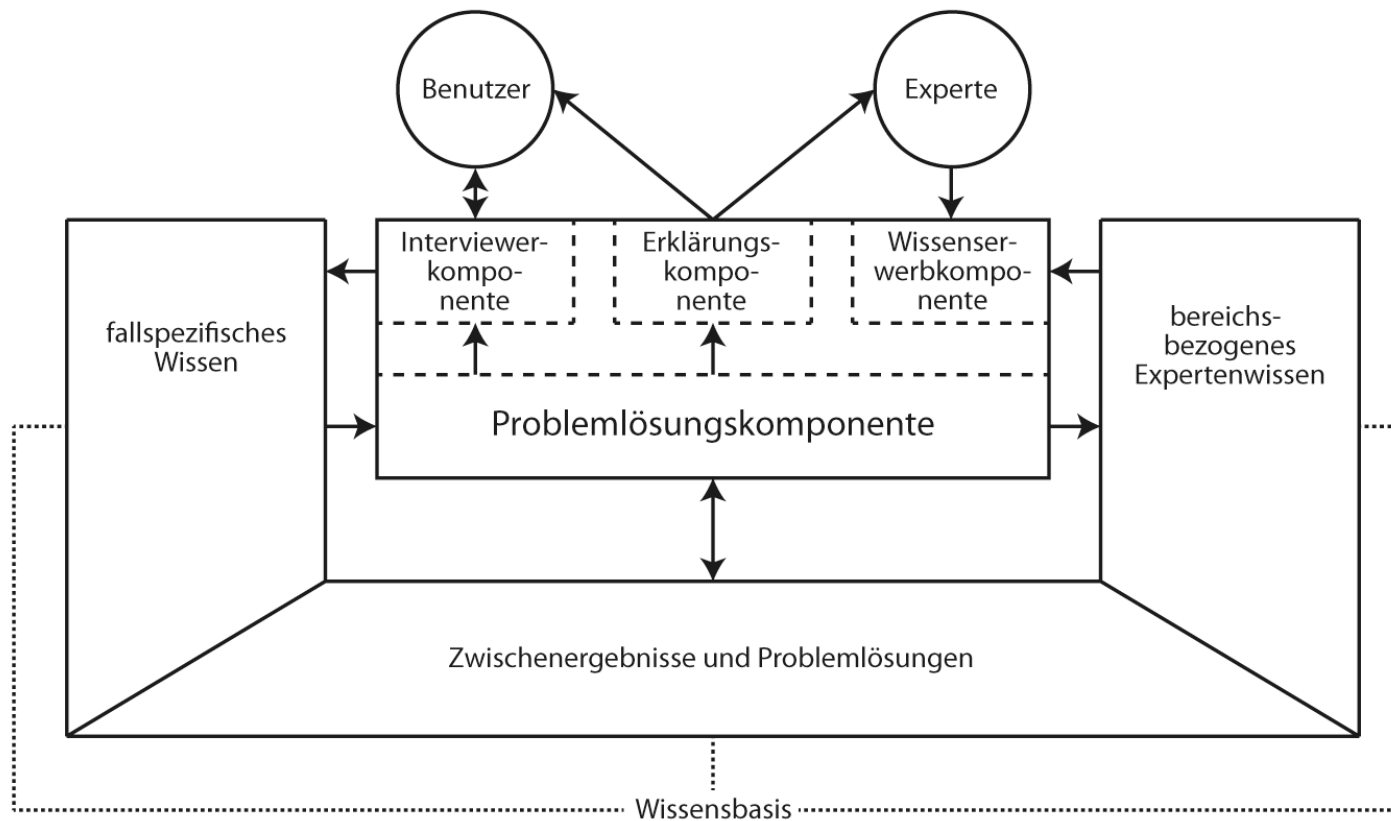 Benutzer
Experte
Interviewer-
kompo-
nente
Erklärungs-
kompo-
nente
Wissenser-
werbkompo-
nente
fallspezifisches
Wissen
bereichs-
bezogenes
Expertenwissen
Problemlösungskomponente
Zwischenergebnisse und Problemlösungen
Wissensbasis